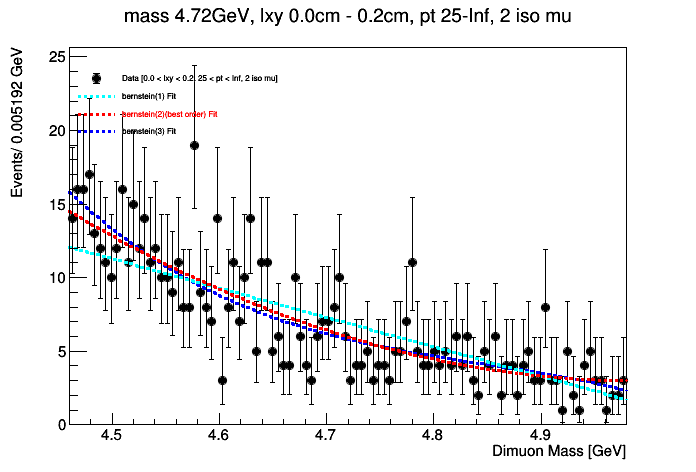 mass 4.72GeV, lxy 0.0cm - 0.2cm, pt 25-Inf, 2 iso mu
Events/ 0.005192 GeV
25
20
15
10
5
0
Data [0.0 < lxy < 0.2, 25 < pt < Inf, 2 iso mu]
bernstein(1) Fit
bernstein(2)(best order) Fit
bernstein(3) Fit
4.5 4.6 4.7 4.8 4.9
Dimuon Mass [GeV]